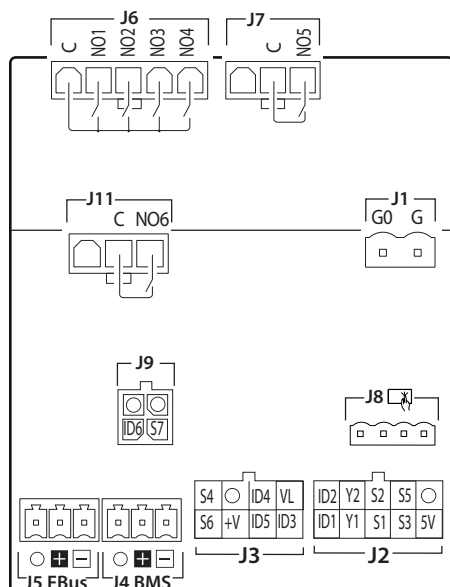 J6 J7
C NO1 NO2 NO3 NO4 C NO5
J11 J1
C NO6 G0 G
J9
ID6 S7
J8
S4 ID4 VL ID2 Y2 S2 S5
S6 +V ID5 ID3 ID1 Y1 S1 S3 5V
J3 J2
+ − + −
J5 FBus J4 BMS